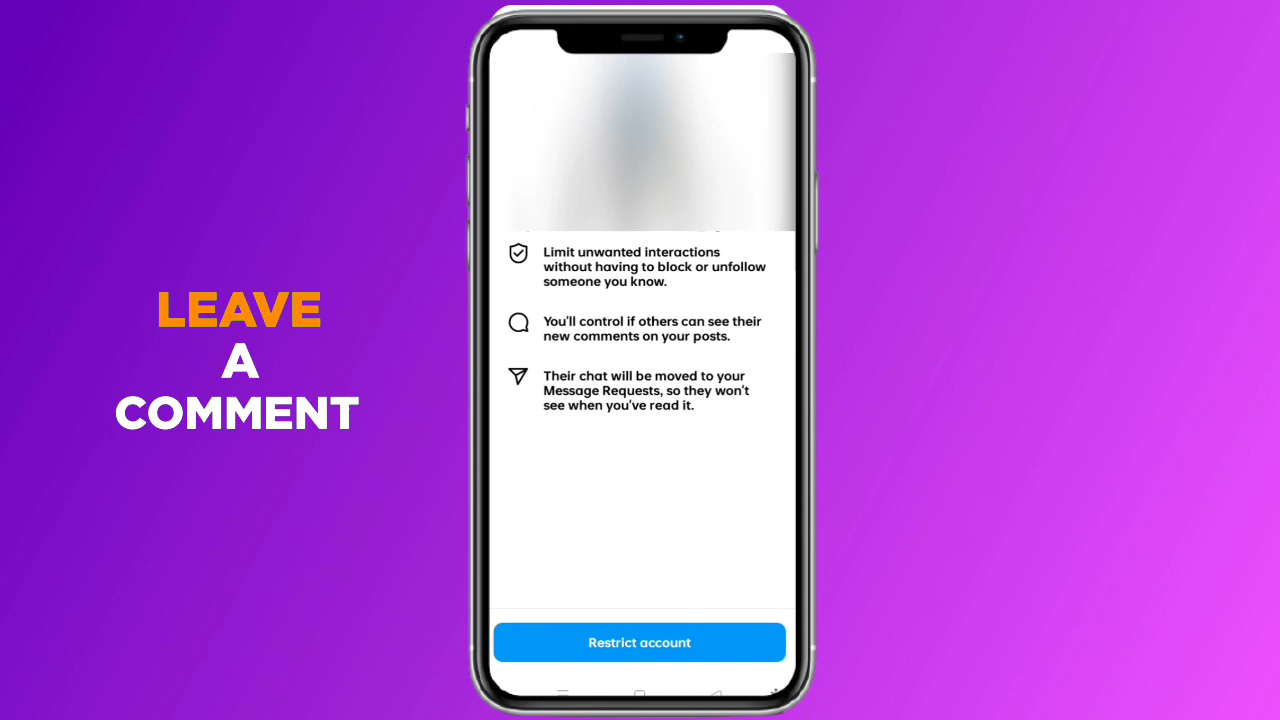 LEAVE
A
COMMENT
Limit unwanted interactions
without having to block or unfollow
someone you know.
You'll control if others can see their
new comments on your posts.
Their chat will be moved to your
Message Requests, so they won't
see when you've read it.
Restrict account